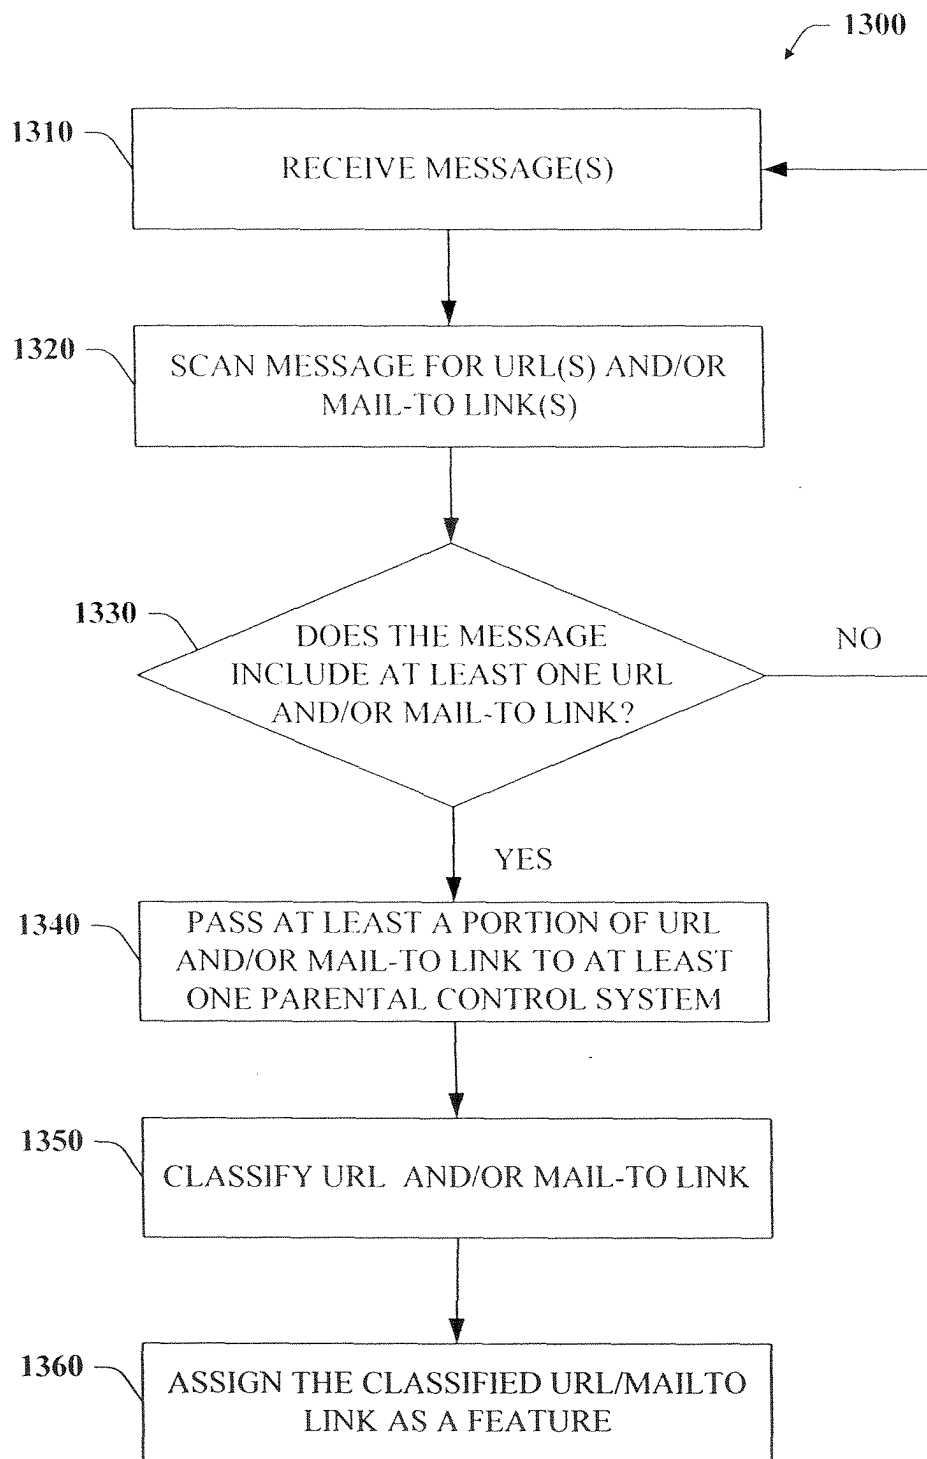 1300
1310
RECEIVE MESSAGE(S)
1320
SCAN MESSAGE FOR URL(S) AND/OR
MAIL-TO LINK(S)
1330
DOES THE MESSAGE
INCLUDE AT LEAST ONE URL
AND/OR MAIL-TO LINK?
NO
YES
1340
PASS AT LEAST A PORTION OF URL
AND/OR MAIL-TO LINK TO AT LEAST
ONE PARENTAL CONTROL SYSTEM
1350
CLASSIFY URL AND/OR MAIL-TO LINK
1360
ASSIGN THE CLASSIFIED URL/MAILTO
LINK AS A FEATURE